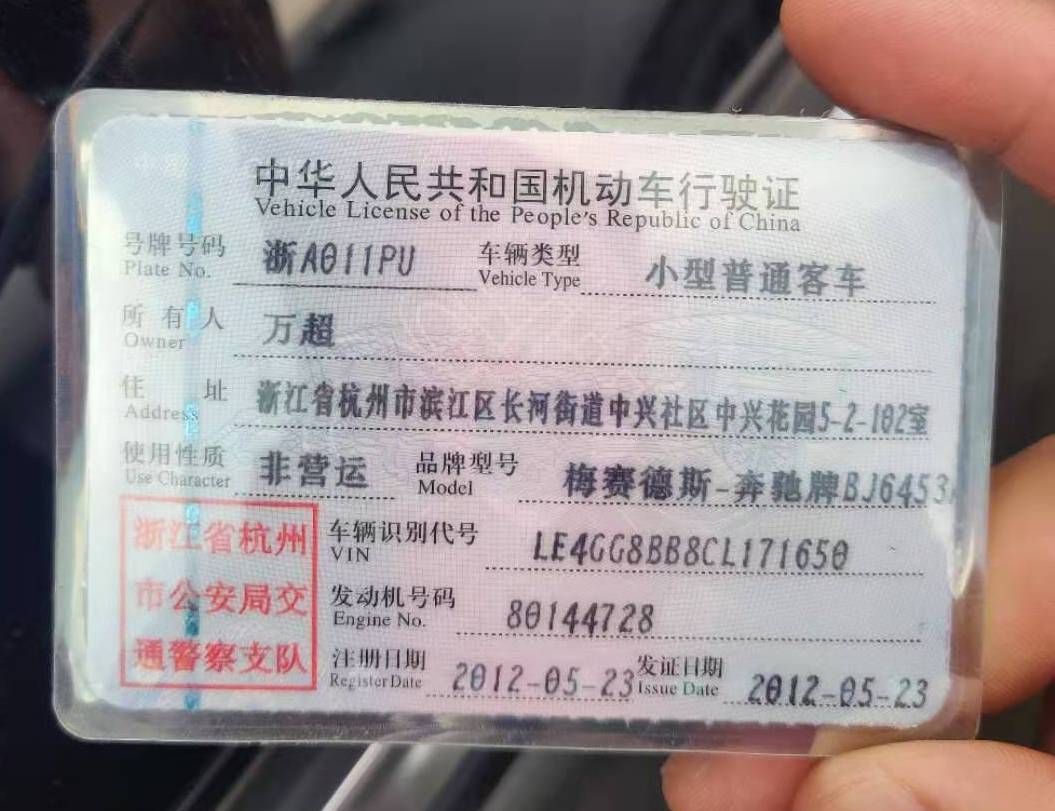 中华人民共和国机动车行驶证
Vehicle License of the People's Republic of China
号牌号码 浙A011PU 车辆类型 小型普通客车
Plate No. Vehicle Type
所有人 万超
Owner
住址 浙江省杭州市滨江区长河街道中兴社区中兴花园5-2-102室
Address
使用性质 非营运 品牌型号 梅赛德斯-奔驰牌BJ6453
Use Character Model
浙江省杭州 车辆识别代号 LE4GG8BB8CL171650
VIN
市公安局交 发动机号码 80144728
Engine No.
通警察支队 注册日期 2012-05-23 发证日期 2012-05-23
Register Date Issue Date